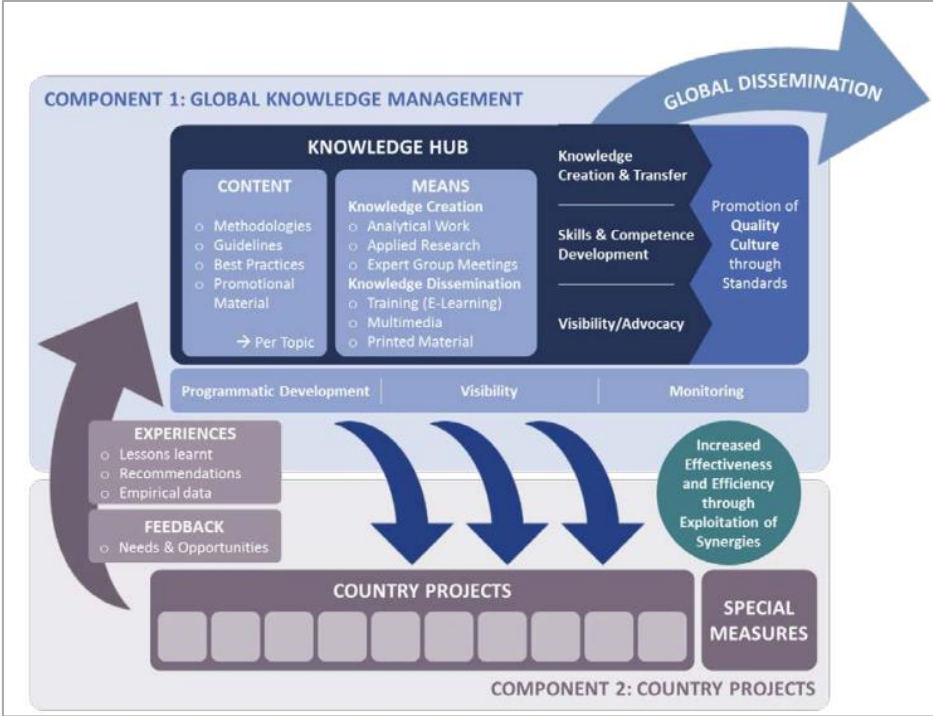 GLOBAL DISSEMINATION
COMPONENT 1: GLOBAL KNOWLEDGE MANAGEMENT
KNOWLEDGE HUB
CONTENT
o Methodologies
o Guidelines
o Best Practices
o Promotional
Material
→ Per Topic
MEANS
Knowledge Creation
o Analytical Work
o Applied Research
o Expert Group Meetings
Knowledge Dissemination
o Training (E-Learning)
o Multimedia
o Printed Material
Knowledge
Creation & Transfer
Skills & Competence
Development
Visibility/Advocacy
Promotion of
Quality
Culture
through
Standards
Programmatic Development
Visibility
Monitoring
EXPERIENCES
o Lessons learnt
o Recommendations
o Empirical data
FEEDBACK
o Needs & Opportunities
Increased
Effectiveness
and Efficiency
through
Exploitation of
Synergies
COUNTRY PROJECTS
SPECIAL
MEASURES
COMPONENT 2: COUNTRY PROJECTS